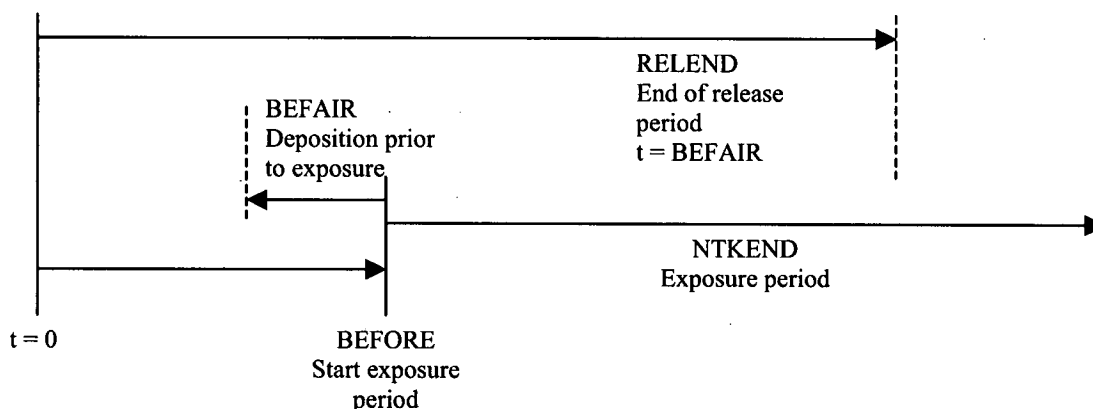 RELEND
End of release
period
t = BEFAIR
BEFAIR
Deposition prior
to exposure
NTKEND
Exposure period
t = 0
BEFORE
Start exposure
period